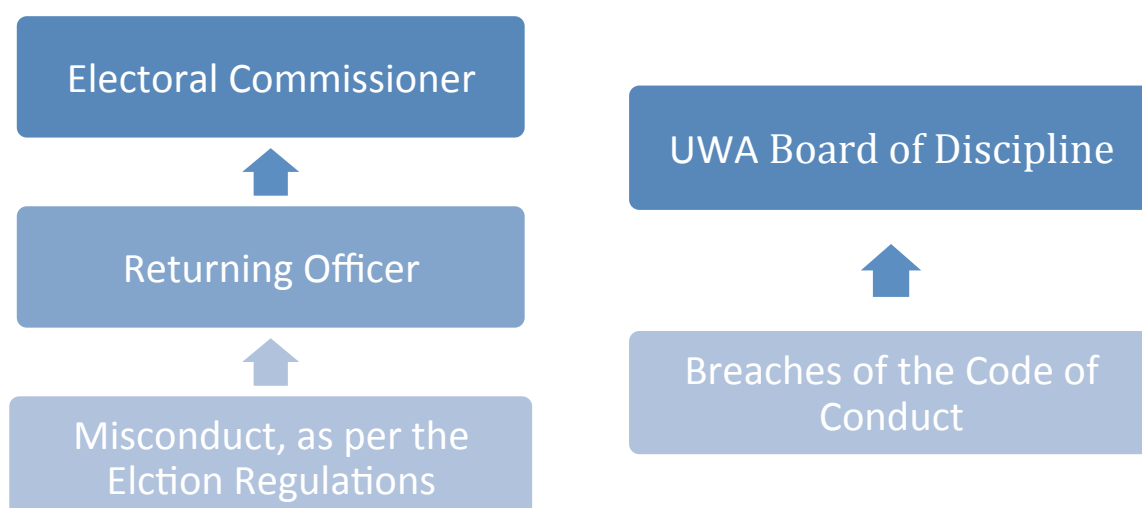 Electoral Commissioner
Returning Officer
Misconduct, as per the
Elction Regulations
UWA Board of Discipline
Breaches of the Code of
Conduct